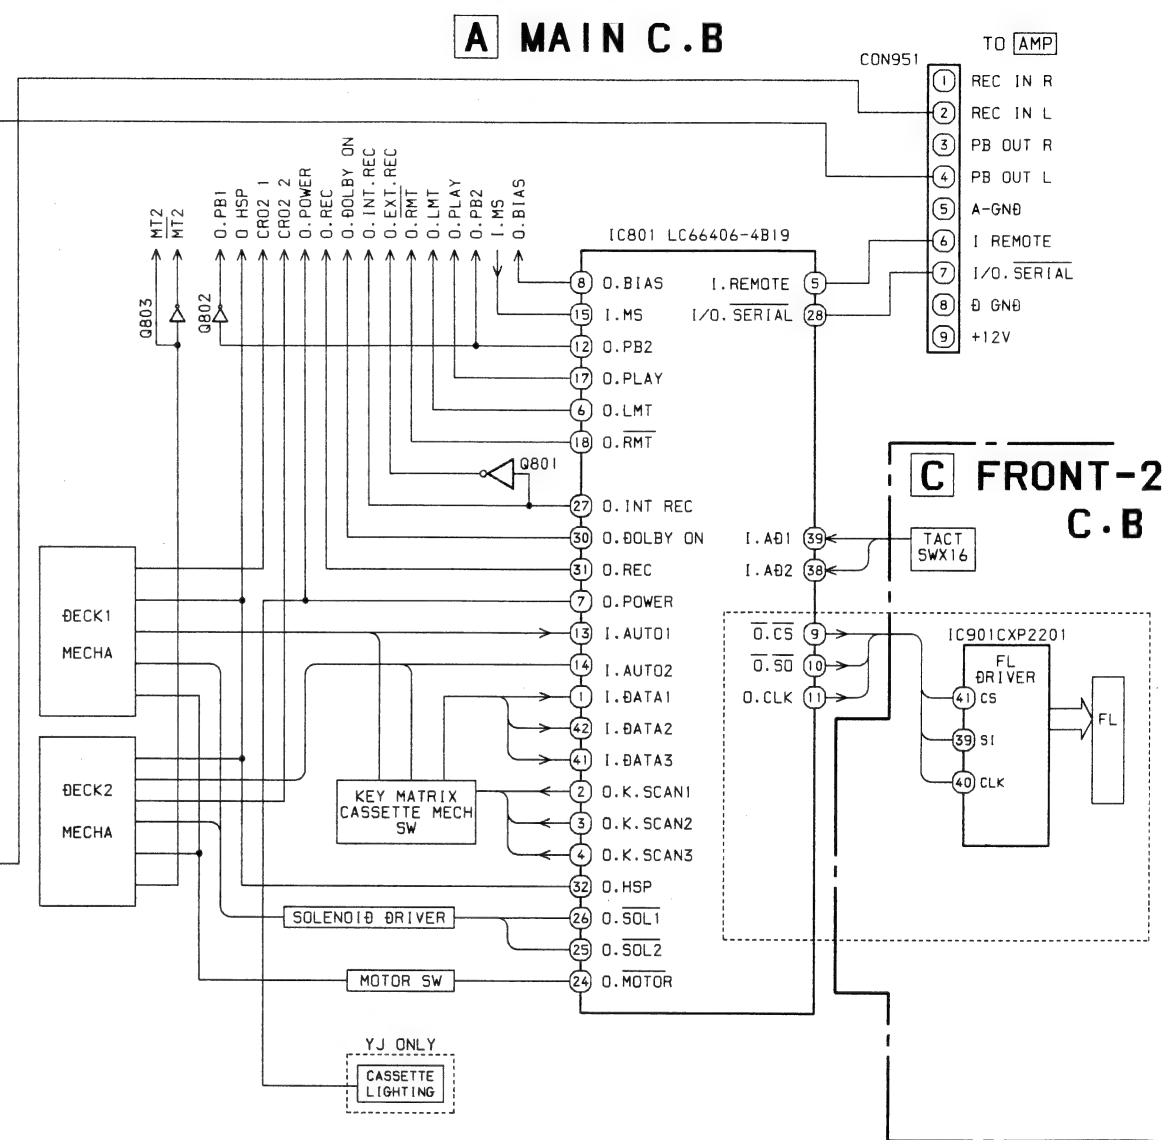 A MAIN C.B
TO AMP
CON951
1 REC IN R
2 REC IN L
3 PB OUT R
4 PB OUT L
5 A-GND
6 I REMOTE
7 I/O.SERIAL
8 D GND
9 +12V
MT2
MT2
O.PB1
O.HSP
CRO2 1
CRO2 2
O.POWER
O.REC
O.DOLBY ON
O.INT.REC
O.EXT.REC
O.RMT
O.LMT
O.PLAY
O.PB2
I.MS
O.BIAS
Q803
Q802
IC801 LC66406-4B19
8 O.BIAS
15 I.MS
12 O.PB2
17 O.PLAY
6 O.LMT
18 O.RMT
Q801
27 O.INT REC
30 O.DOLBY ON
31 O.REC
7 O.POWER
13 I.AUTO1
14 I.AUTO2
1 I.DATA1
42 I.DATA2
41 I.DATA3
2 O.K.SCAN1
3 O.K.SCAN2
4 O.K.SCAN3
32 O.HSP
26 O.SOL1
25 O.SOL2
24 O.MOTOR
I.REMOTE 5
I/O.SERIAL 28
I.AD1 39
I.AD2 38
O.CS 9
O.SO 10
O.CLK 11
C FRONT-2
C.B
TACT
SWX16
IC901CXP2201
FL
DRIVER
41 CS
39 SI
40 CLK
FL
DECK1
MECHA
DECK2
MECHA
KEY MATRIX
CASSETTE MECH
SW
SOLENOID DRIVER
MOTOR SW
YJ ONLY
CASSETTE
LIGHTING